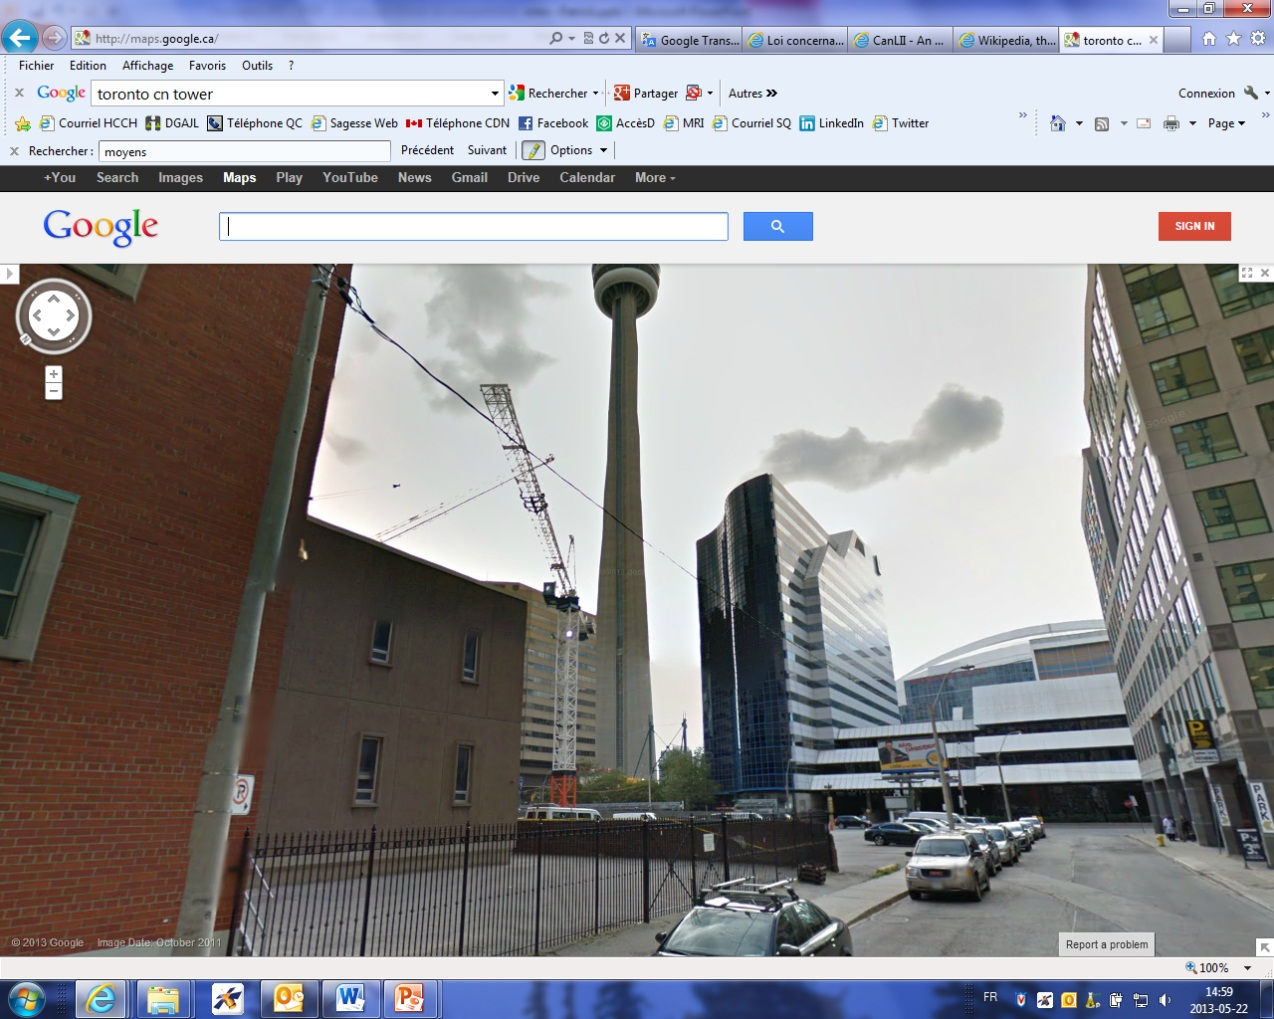 http://maps.google.ca/
Google Trans...
Loi concerna...
CanLII - An ...
Wikipedia, th...
toronto c...
Fichier Edition Affichage Favoris Outils ?
Google toronto cn tower Rechercher Partager Autres Connexion
Courriel HCCH DGAJL Téléphone QC Sagesse Web Téléphone CDN Facebook AccèsD MRI Courriel SQ LinkedIn Twitter Page
Rechercher : moyens Précédent Suivant Options
+You Search Images Maps Play YouTube News Gmail Drive Calendar More
Google SIGN IN
N
P
PARK
PARK
© 2013 Google Image Date: October 2011
Report a problem
100%
FR 14:59
2013-05-22